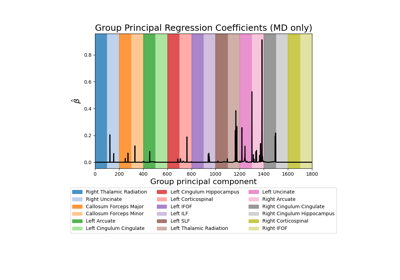 Group Principal Regression Coefficients (MD only)
β̂
0.8
0.6
0.4
0.2
0.0
0 200 400 600 800 1000 1200 1400 1600 1800
Group principal component
Right Thalamic Radiation
Right Uncinate
Callosum Forceps Major
Callosum Forceps Minor
Left Arcuate
Left Cingulum Cingulate
Left Cingulum Hippocampus
Left Corticospinal
Left IFOF
Left ILF
Left SLF
Left Thalamic Radiation
Left Uncinate
Right Arcuate
Right Cingulum Cingulate
Right Cingulum Hippocampus
Right Corticospinal
Right IFOF